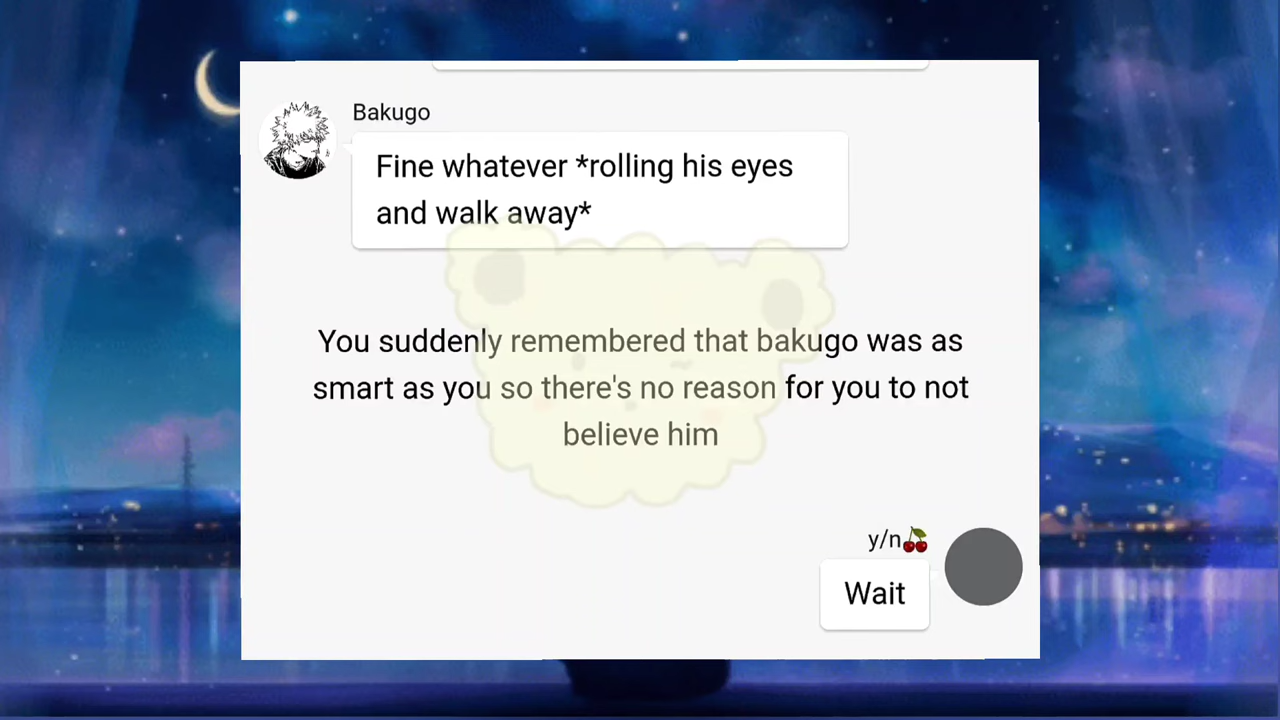 Bakugo
Fine whatever *rolling his eyes
and walk away*
You suddenly remembered that bakugo was as
smart as you so there's no reason for you to not
believe him
y/n🍒
Wait